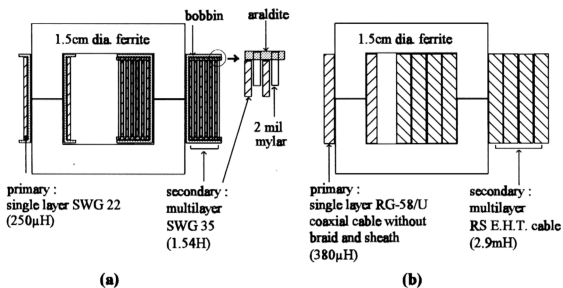 bobbin
araldite
1.5cm dia. ferrite
2 mil
mylar
primary :
single layer SWG 22
(250μH)
secondary :
multilayer
SWG 35
(1.54H)
(a)
1.5cm dia. ferrite
primary :
single layer RG-58/U
coaxial cable without
braid and sheath
(380μH)
secondary :
multilayer
RS E.H.T. cable
(2.9mH)
(b)